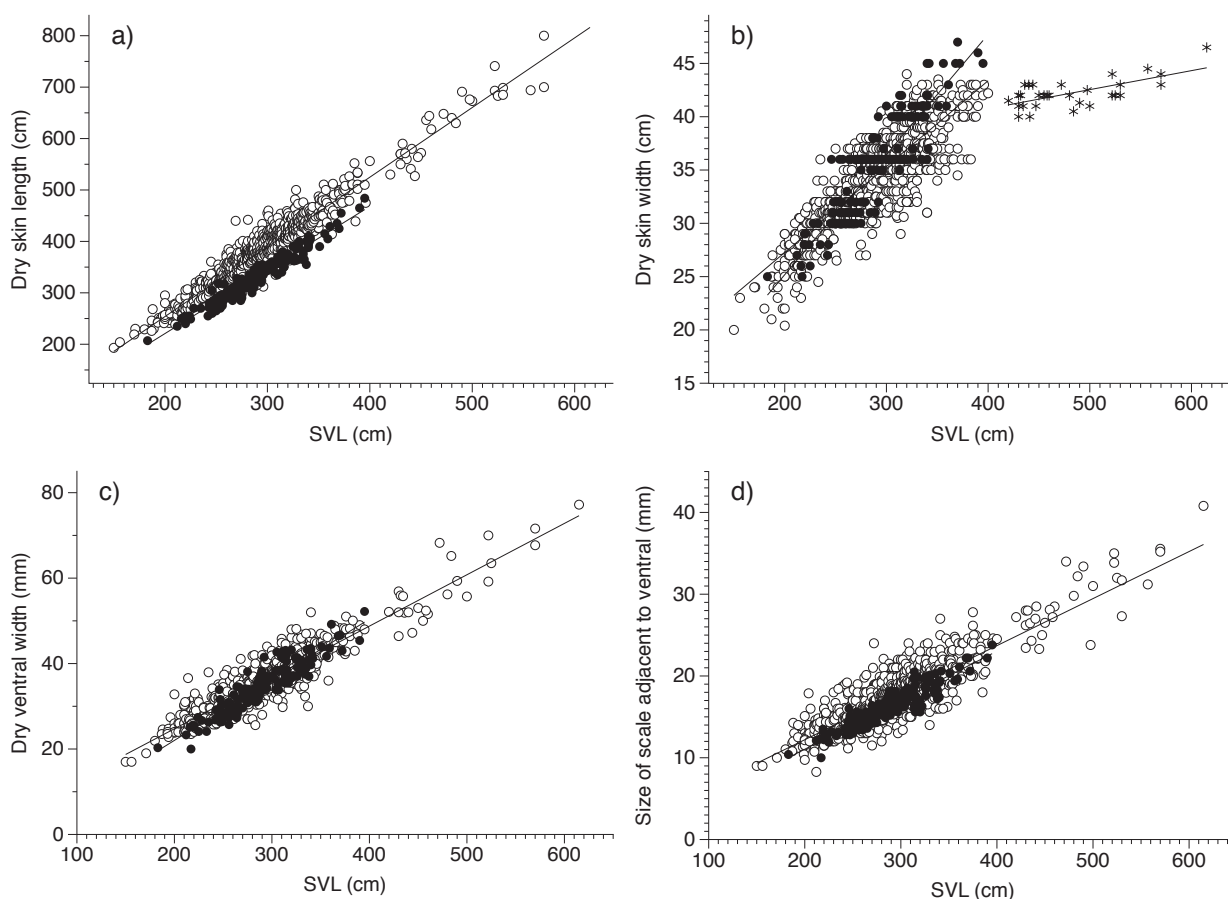 a)
800
700
600
500
400
300
200
Dry skin length (cm)
200 300 400 500 600
SVL (cm)
b)
45
40
35
30
25
20
15
Dry skin width (cm)
200 300 400 500 600
SVL (cm)
c)
80
60
40
20
0
Dry ventral width (mm)
100 200 300 400 500 600
SVL (cm)
d)
40
30
20
10
0
Size of scale adjacent to ventral (mm)
100 200 300 400 500 600
SVL (cm)